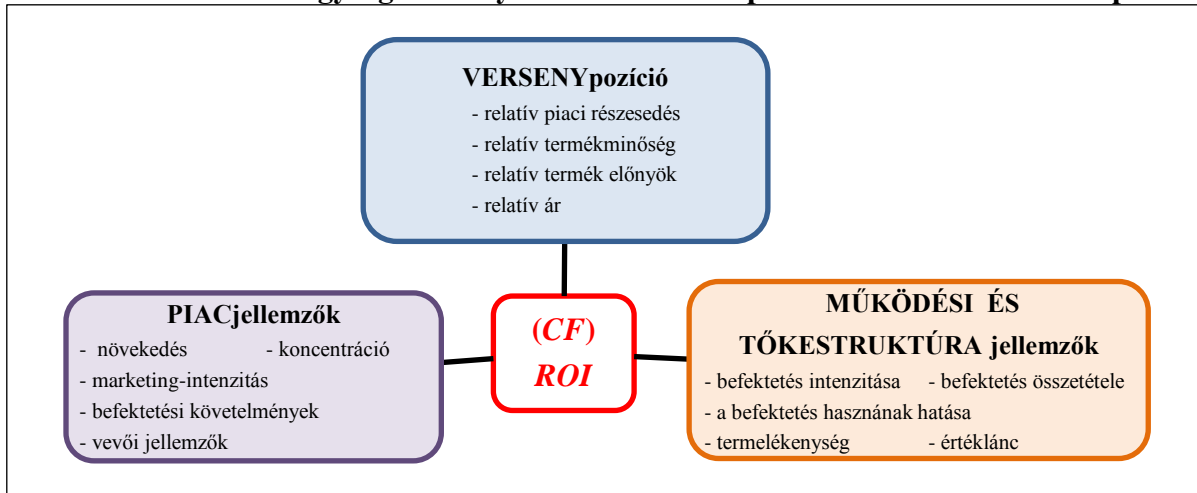 VERSENYpozíció
- relatív piaci részesedés
- relatív termékminőség
- relatív termék előnyök
- relatív ár
PIACjellemzők
- növekedés - koncentráció
- marketing-intenzitás
- befektetési követelmények
- vevői jellemzők
(CF)
ROI
MŰKÖDÉSI ÉS
TŐKESTRUKTÚRA jellemzők
- befektetés intenzitása - befektetés összetétele
- a befektetés hasznának hatása
- termelékenység - értéklánc